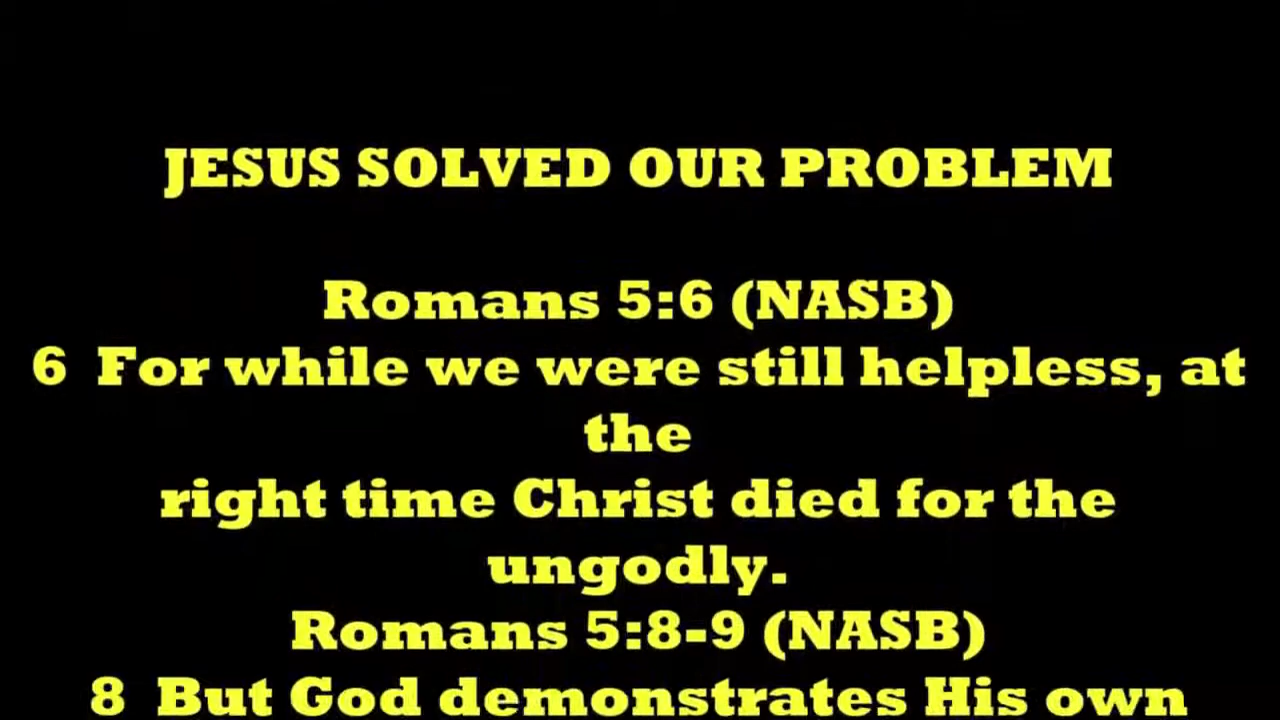 JESUS SOLVED OUR PROBLEM
Romans 5:6 (NASB)
6 For while we were still helpless, at
the
right time Christ died for the
ungodly.
Romans 5:8-9 (NASB)
8 But God demonstrates His own